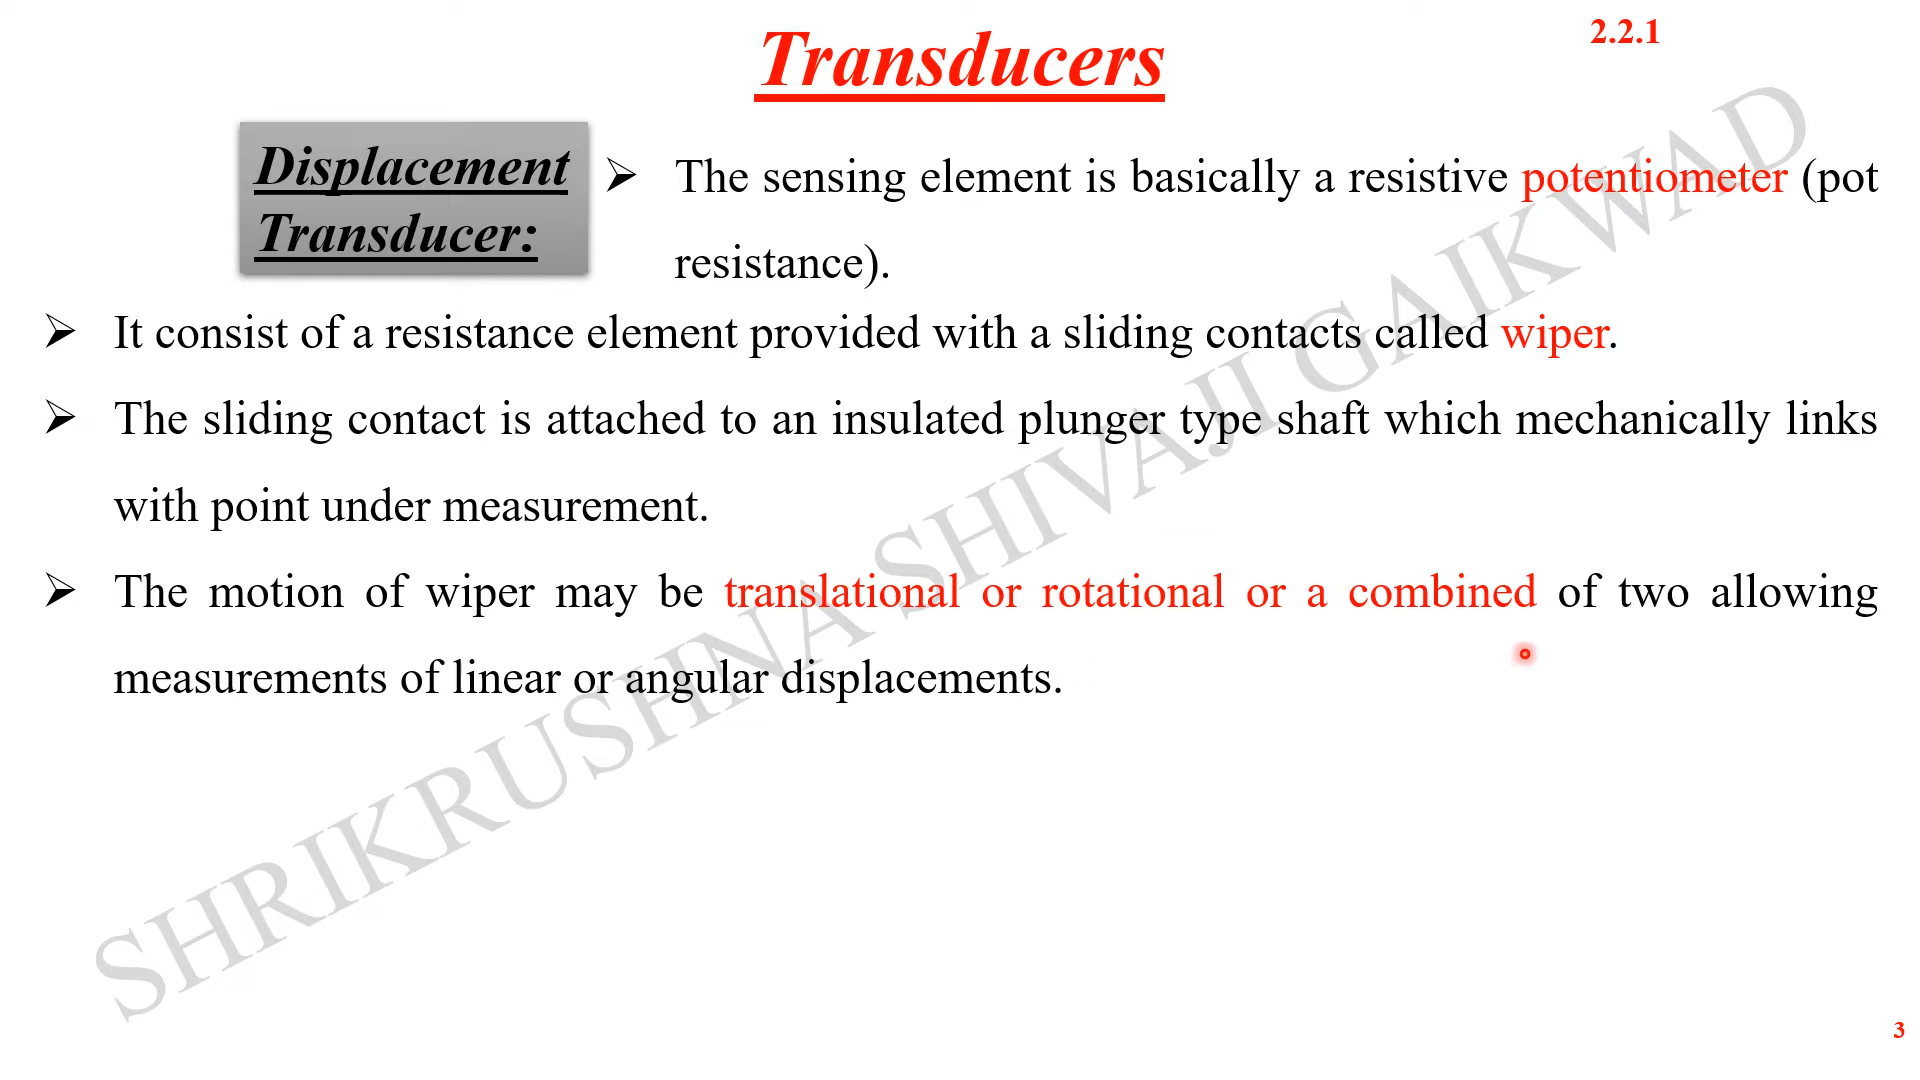 Transducers
2.2.1
Displacement
Transducer:
➢ The sensing element is basically a resistive potentiometer (pot
resistance).
➢ It consist of a resistance element provided with a sliding contacts called wiper.
➢ The sliding contact is attached to an insulated plunger type shaft which mechanically links
with point under measurement.
➢ The motion of wiper may be translational or rotational or a combined of two allowing
measurements of linear or angular displacements.
SHRIKRUSHNA SHIVAJI GAIKWAD
3